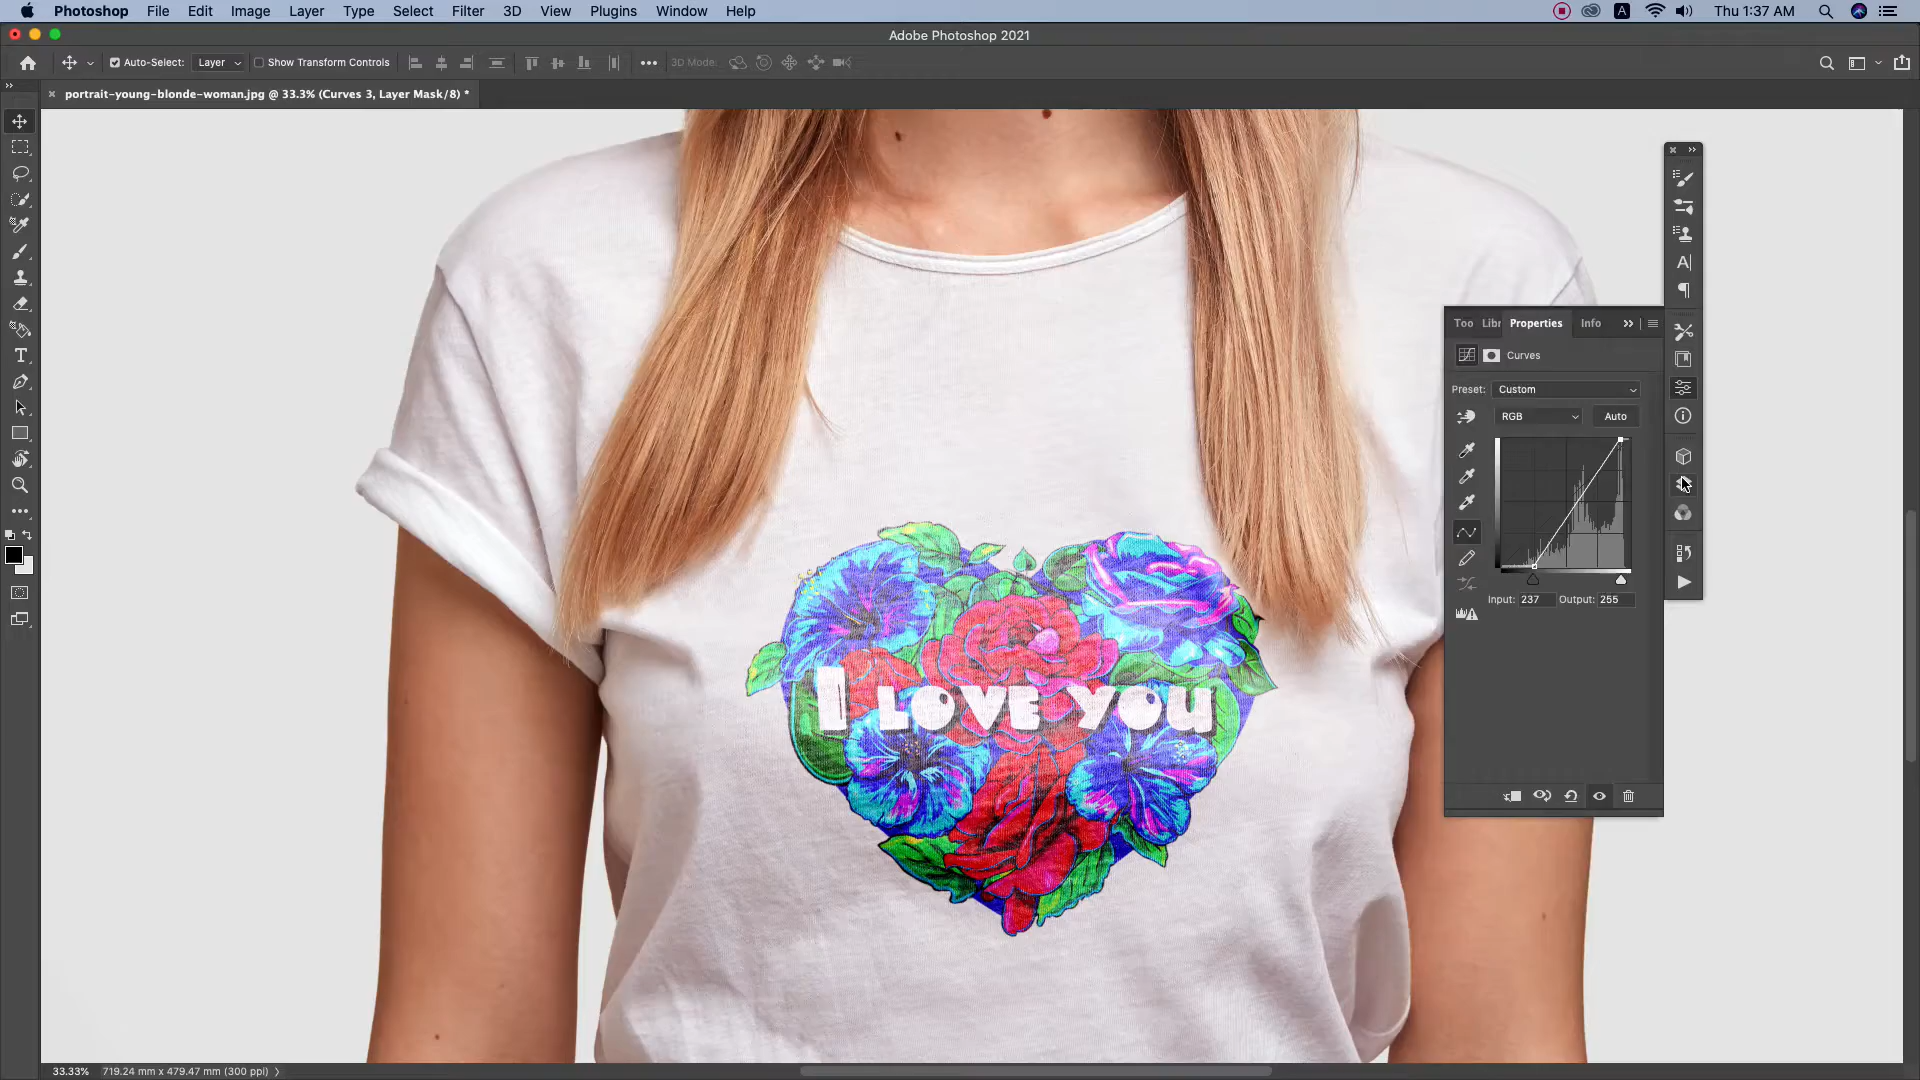 Photoshop File Edit Image Layer Type Select Filter 3D View Plugins Window Help A Thu 1:37 AM
Adobe Photoshop 2021
Auto-Select: Layer Show Transform Controls 3D Mode:
portrait-young-blonde-woman.jpg @ 33.3% (Curves 3, Layer Mask/8) *
Too Libr Properties Info
Curves
Preset: Custom
RGB Auto
Input: 237 Output: 255
I LOVE YOU
33.33% 719.24 mm x 479.47 mm (300 ppi)